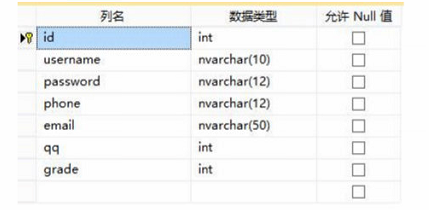 列名 数据类型 允许 Null 值
id int
username nvarchar(10)
password nvarchar(12)
phone nvarchar(12)
email nvarchar(50)
qq int
grade int